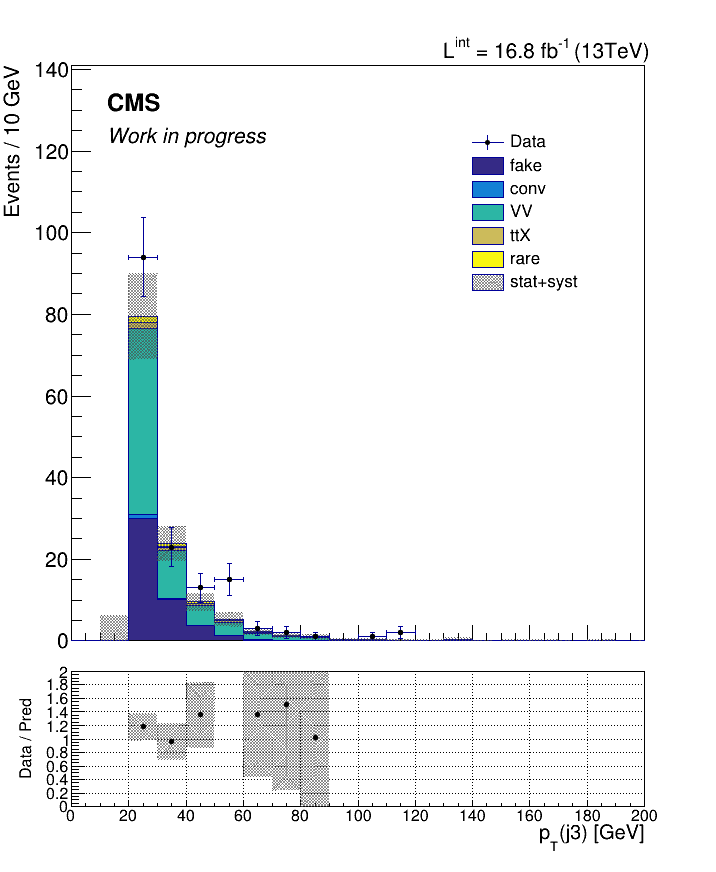 L^int = 16.8 fb^-1 (13TeV)
Events / 10 GeV
140
120
100
80
60
40
20
0
CMS
Work in progress
Data
fake
conv
VV
ttX
rare
stat+syst
Data / Pred
2
1.8
1.6
1.4
1.2
1
0.8
0.6
0.4
0.2
0
0 20 40 60 80 100 120 140 160 180 200
p_T(j3) [GeV]